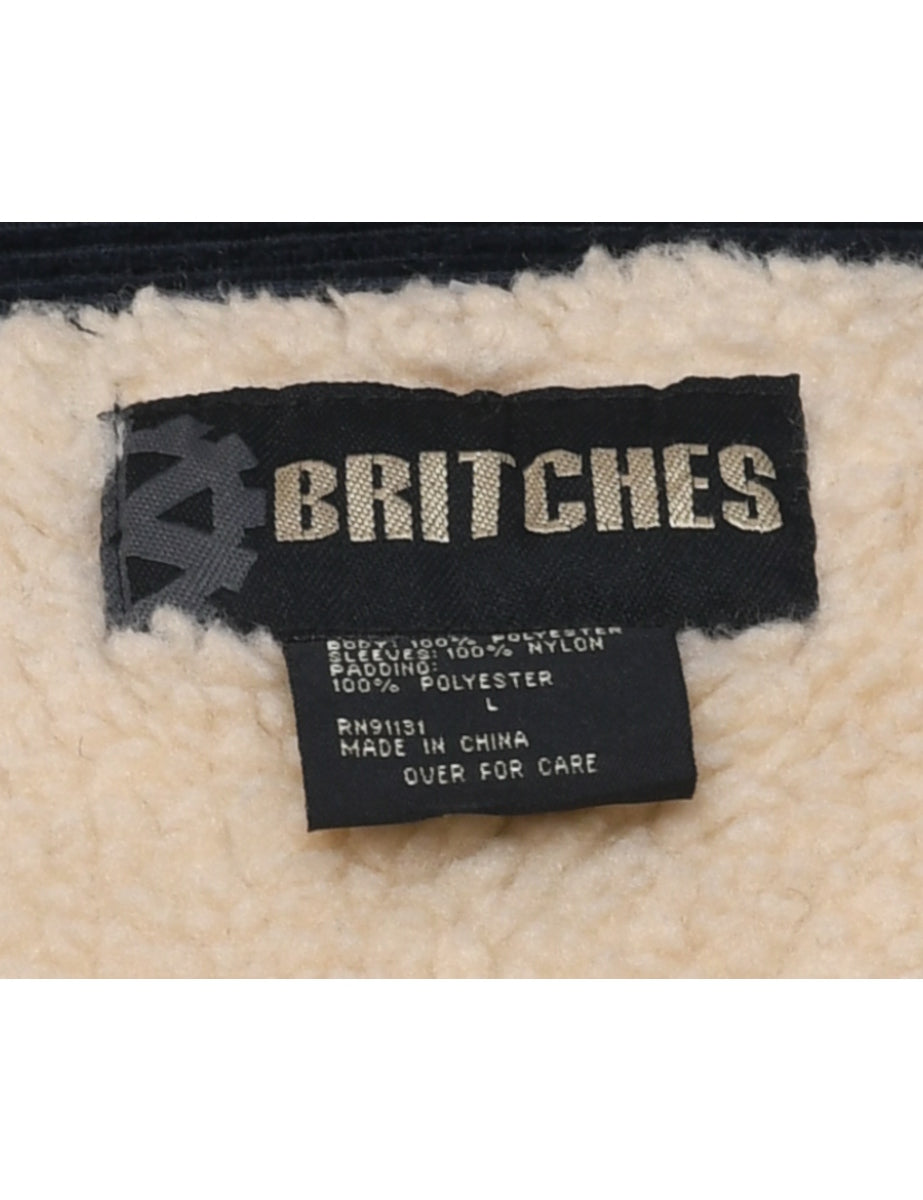 BRITCHES
BODY: 100% POLYESTER
SLEEVES: 100% NYLON
PADDING:
100% POLYESTER
L
RN91131
MADE IN CHINA
OVER FOR CARE